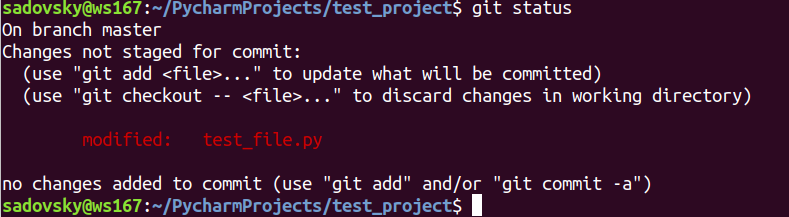 sadovsky@ws167:~/PycharmProjects/test_project$ git status
On branch master
Changes not staged for commit:
  (use "git add <file>..." to update what will be committed)
  (use "git checkout -- <file>..." to discard changes in working directory)

        modified:   test_file.py

no changes added to commit (use "git add" and/or "git commit -a")
sadovsky@ws167:~/PycharmProjects/test_project$